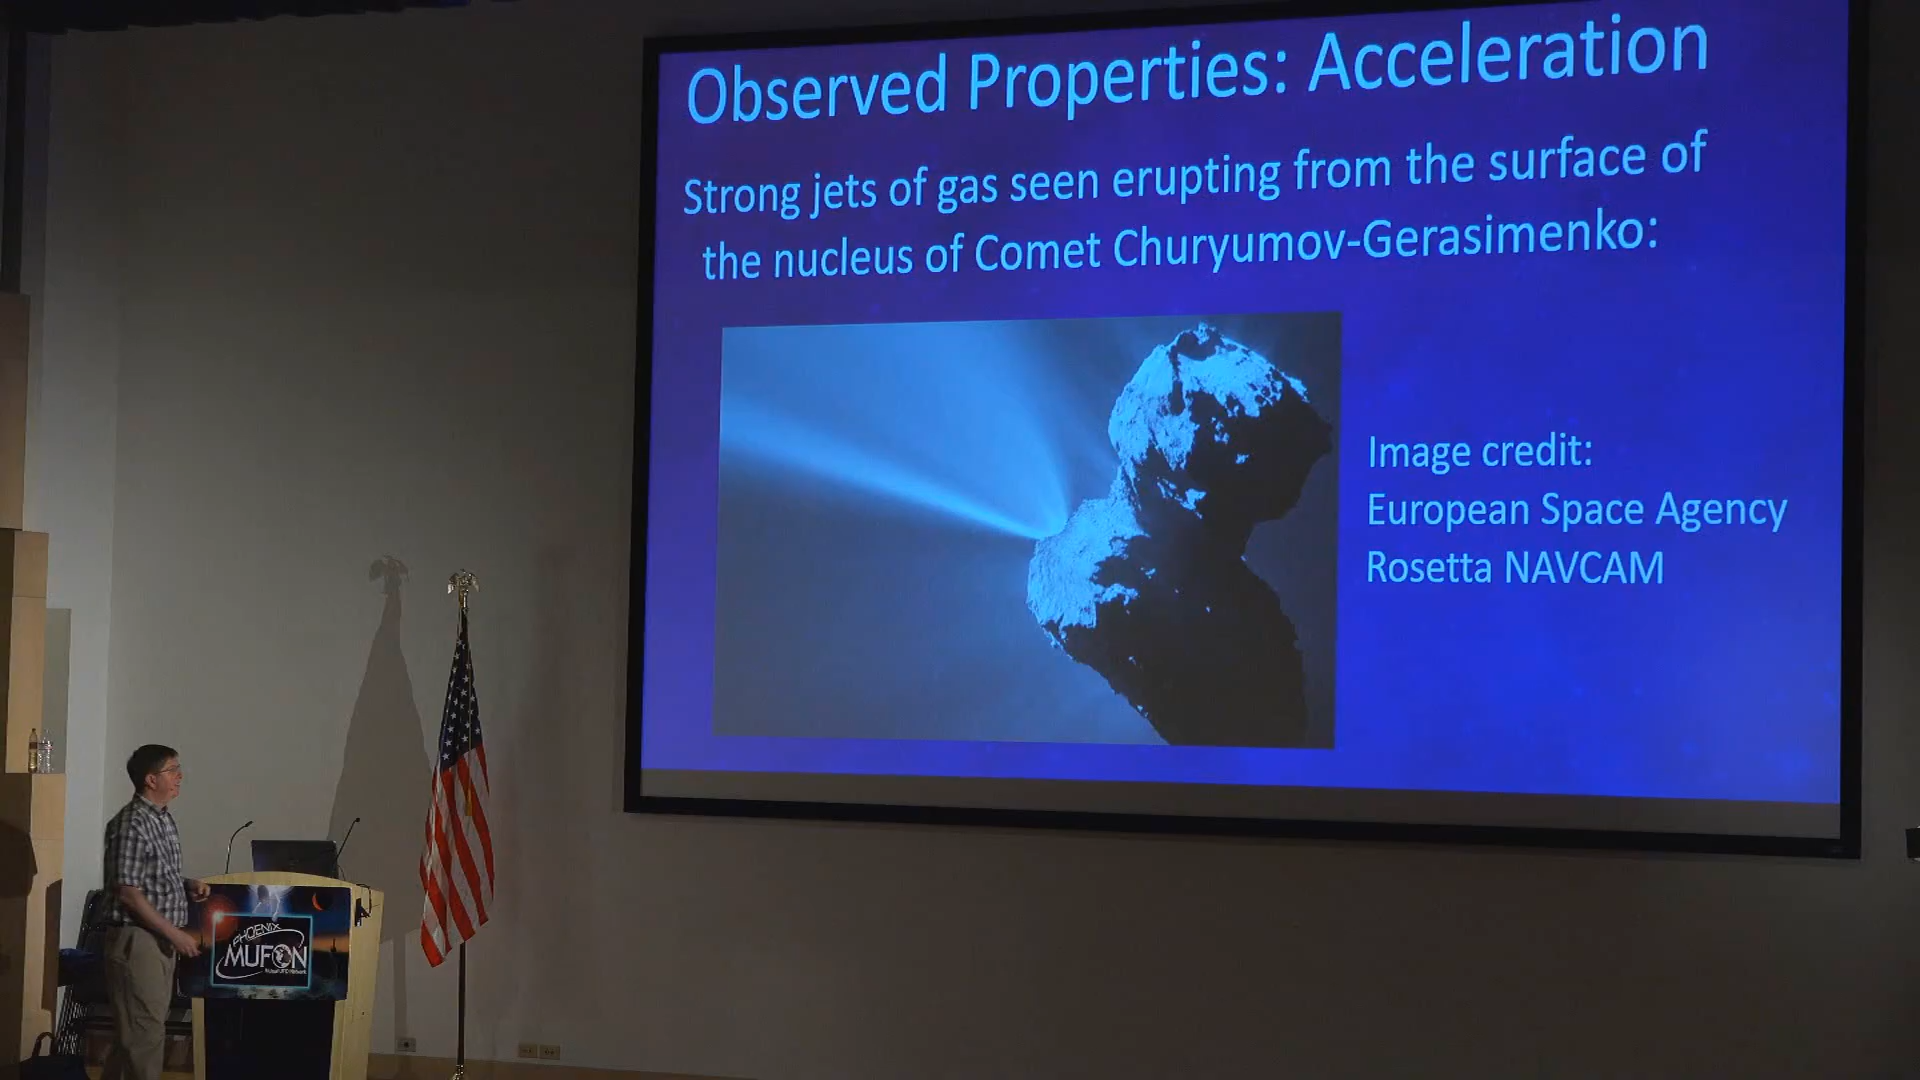 Observed Properties: Acceleration
Strong jets of gas seen erupting from the surface of
the nucleus of Comet Churyumov-Gerasimenko:
Image credit:
European Space Agency
Rosetta NAVCAM
PHOENIX
MUFON